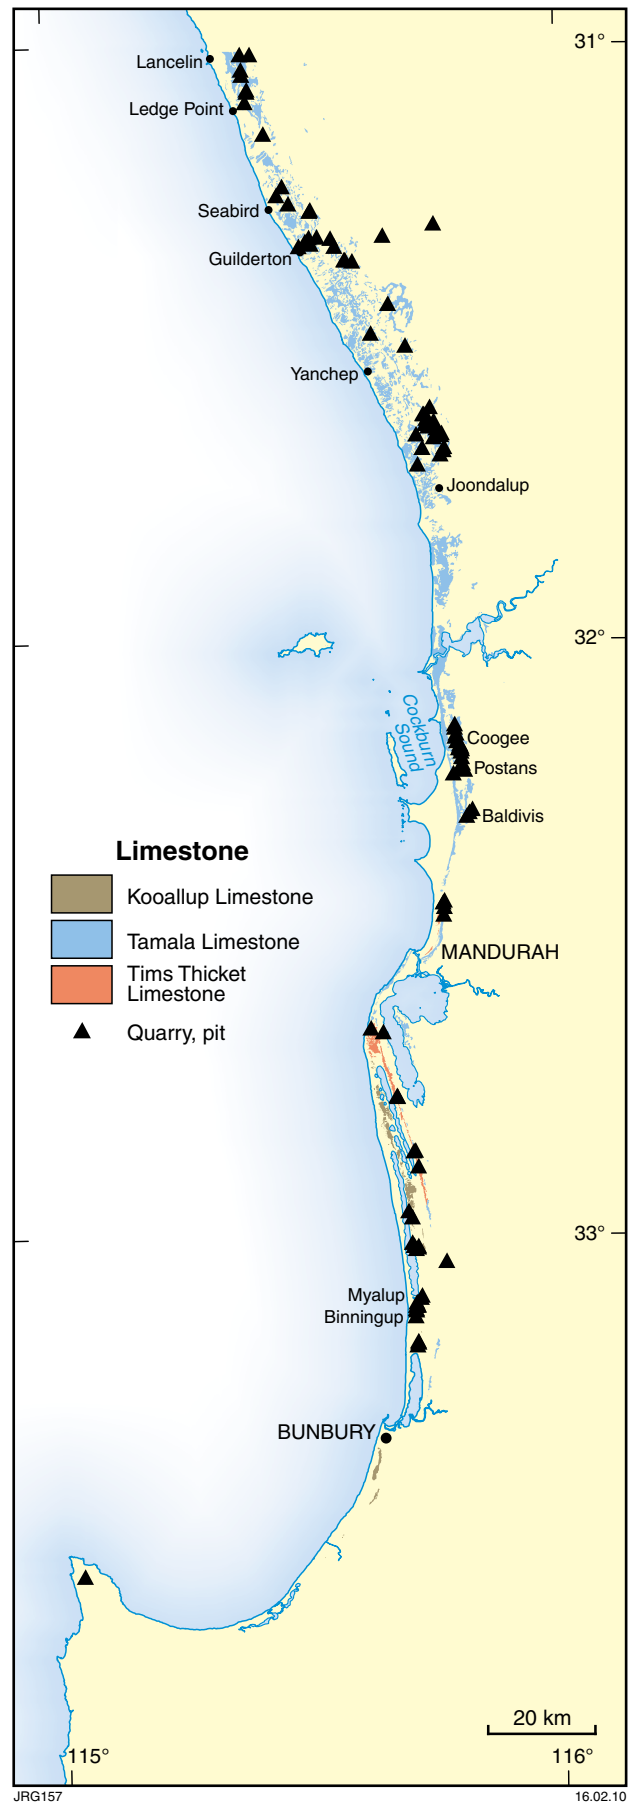 31°
Lancelin
Ledge Point
Seabird
Guilderton
Yanchep
Joondalup
32°
Cockburn
Sound
Coogee
Postans
Baldivis
Limestone
Kooallup Limestone
Tamala Limestone
Tims Thicket
Limestone
Quarry, pit
MANDURAH
33°
Myalup
Binningup
BUNBURY
20 km
115°
116°
JRG157
16.02.10